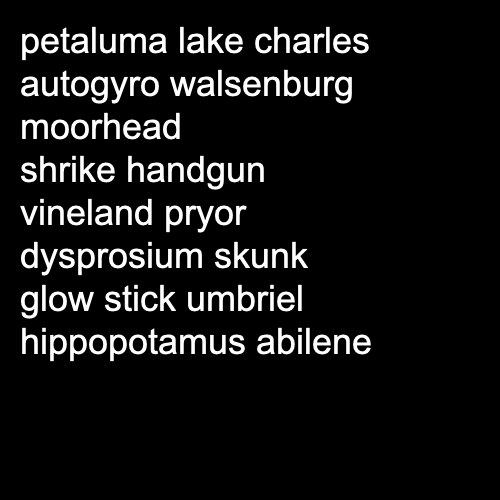 petaluma lake charles
autogyro walsenburg
moorhead
shrike handgun
vineland pryor
dysprosium skunk
glow stick umbriel
hippopotamus abilene